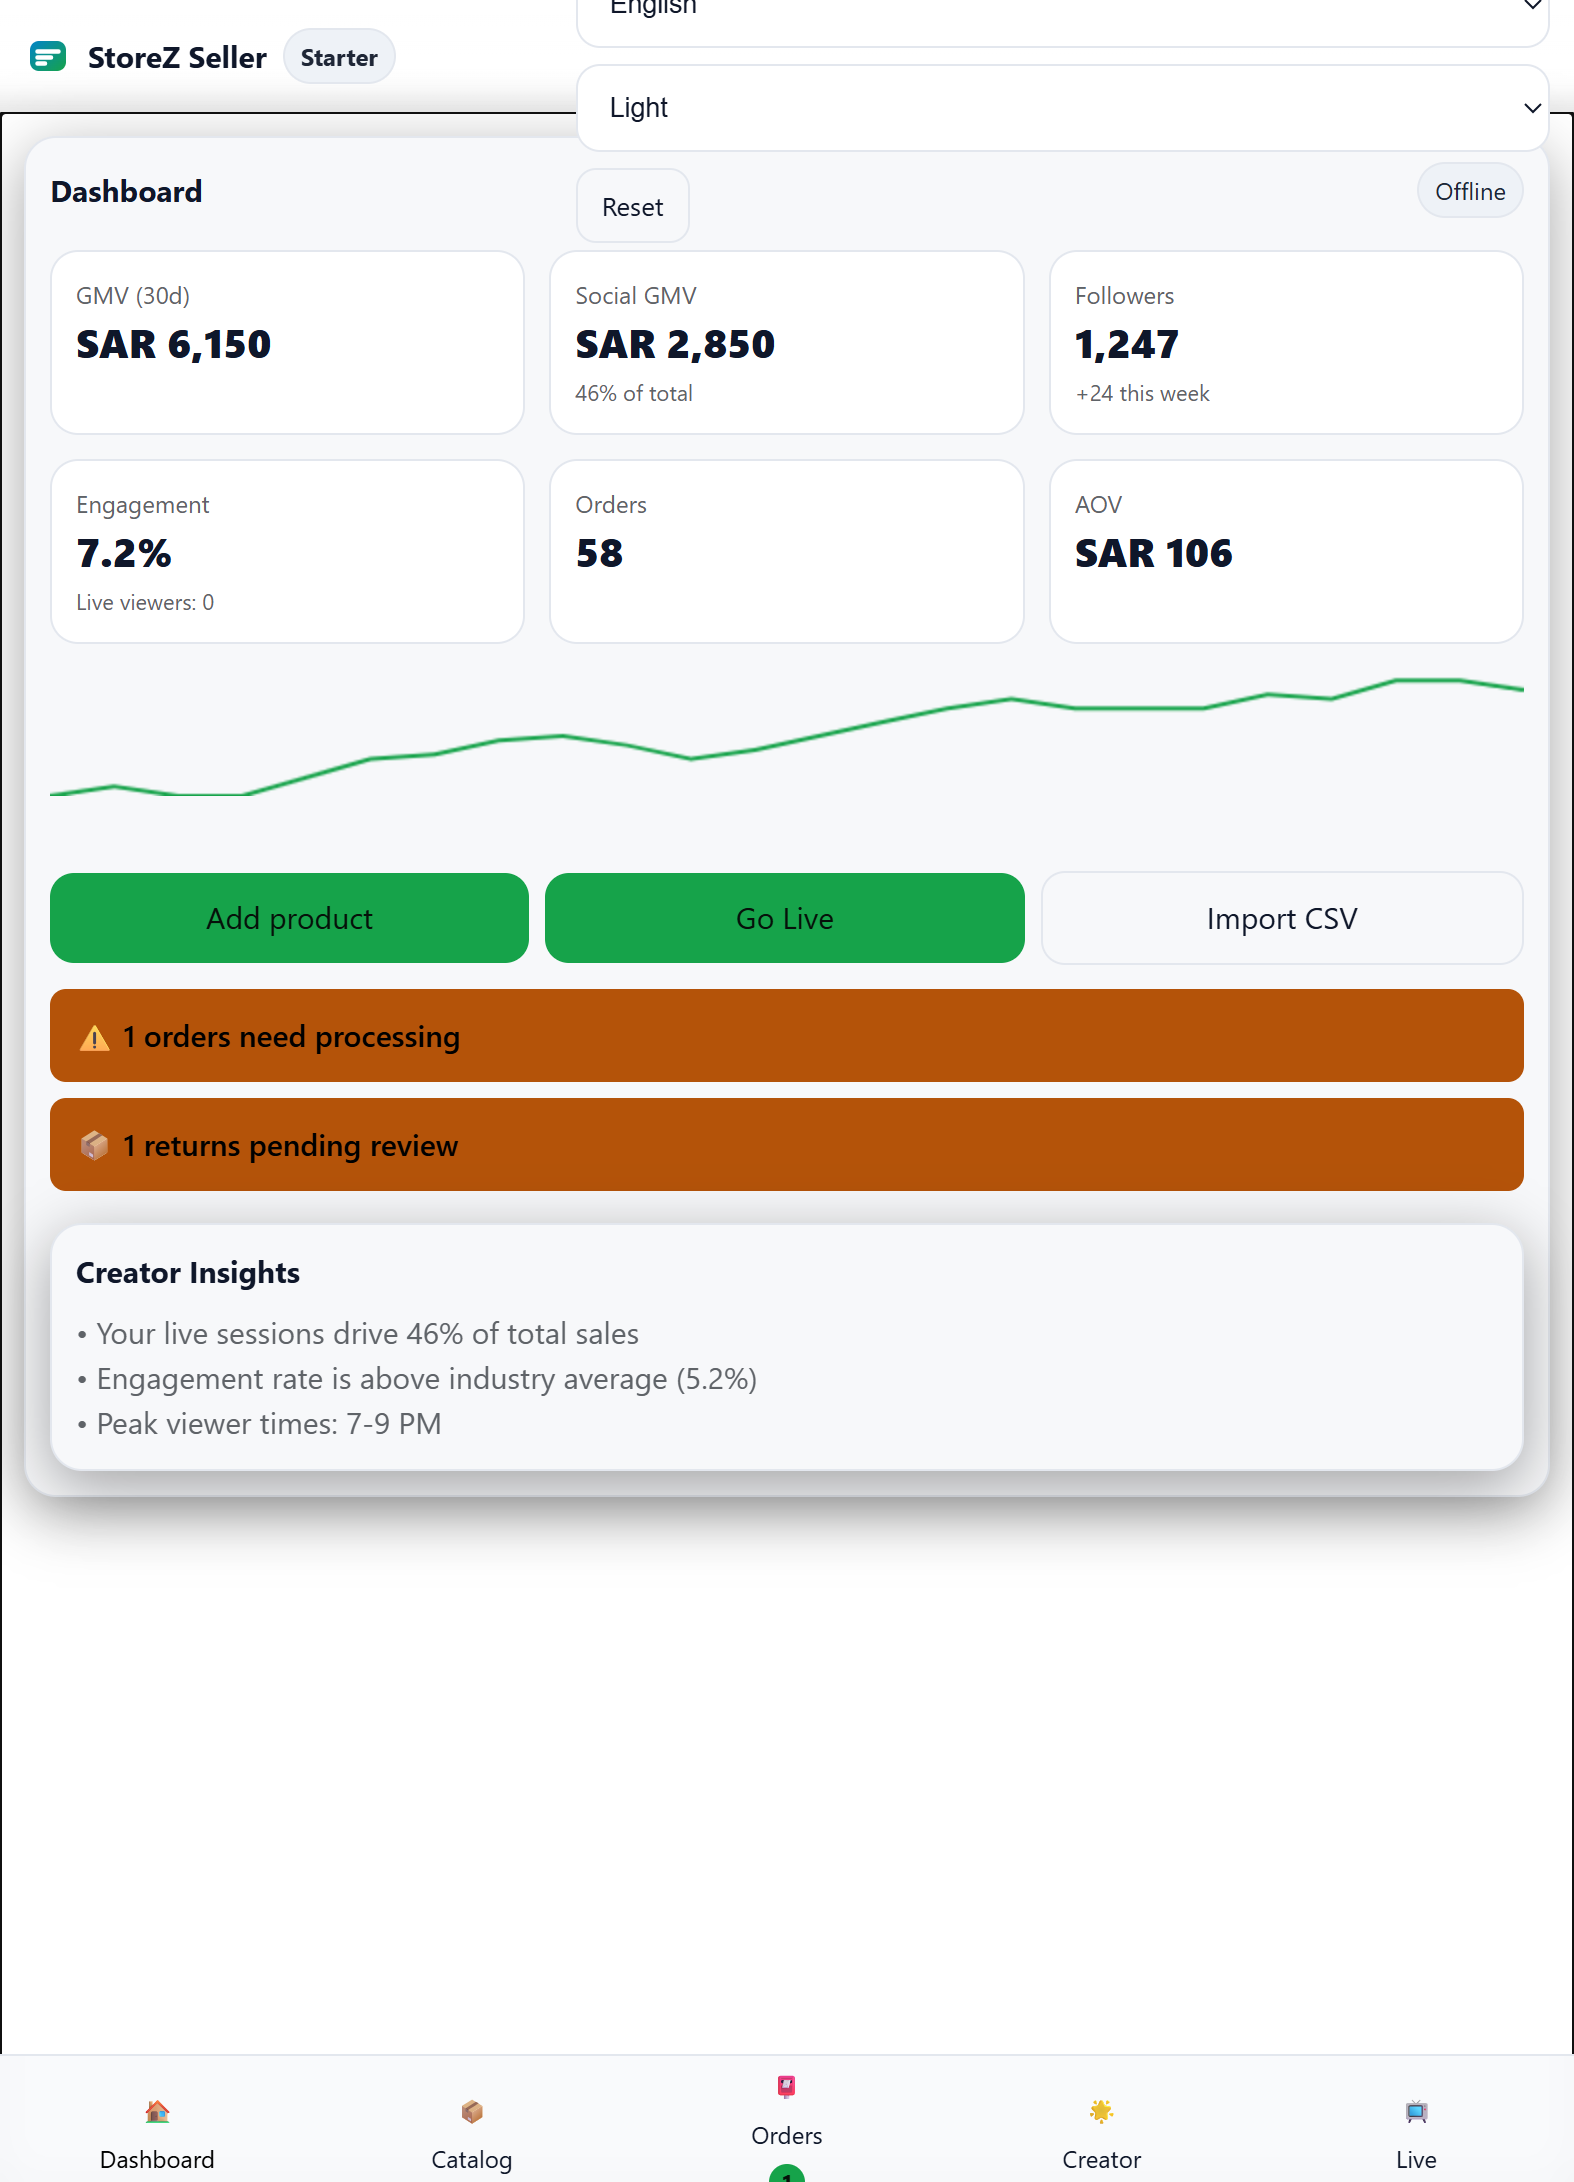 English
StoreZ Seller
Starter
Light
Dashboard
Reset
Offline
GMV (30d)
SAR 6,150
Social GMV
SAR 2,850
46% of total
Followers
1,247
+24 this week
Engagement
7.2%
Live viewers: 0
Orders
58
AOV
SAR 106
Add product
Go Live
Import CSV
1 orders need processing
1 returns pending review
Creator Insights
• Your live sessions drive 46% of total sales
• Engagement rate is above industry average (5.2%)
• Peak viewer times: 7-9 PM
Dashboard
Catalog
Orders
1
Creator
Live